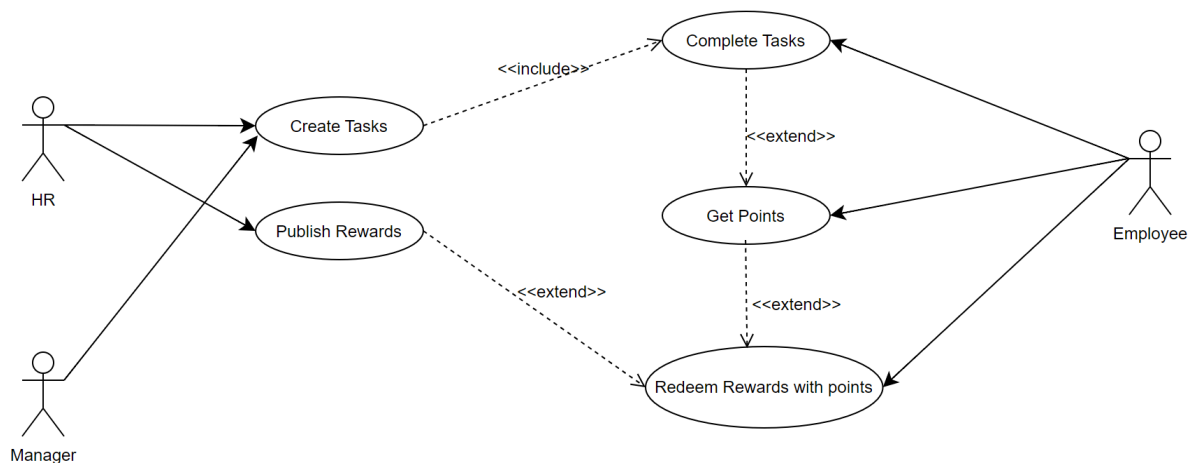 Complete Tasks
<<include>>
Create Tasks
<<extend>>
HR
Get Points
Publish Rewards
Employee
<<extend>>
<<extend>>
Redeem Rewards with points
Manager